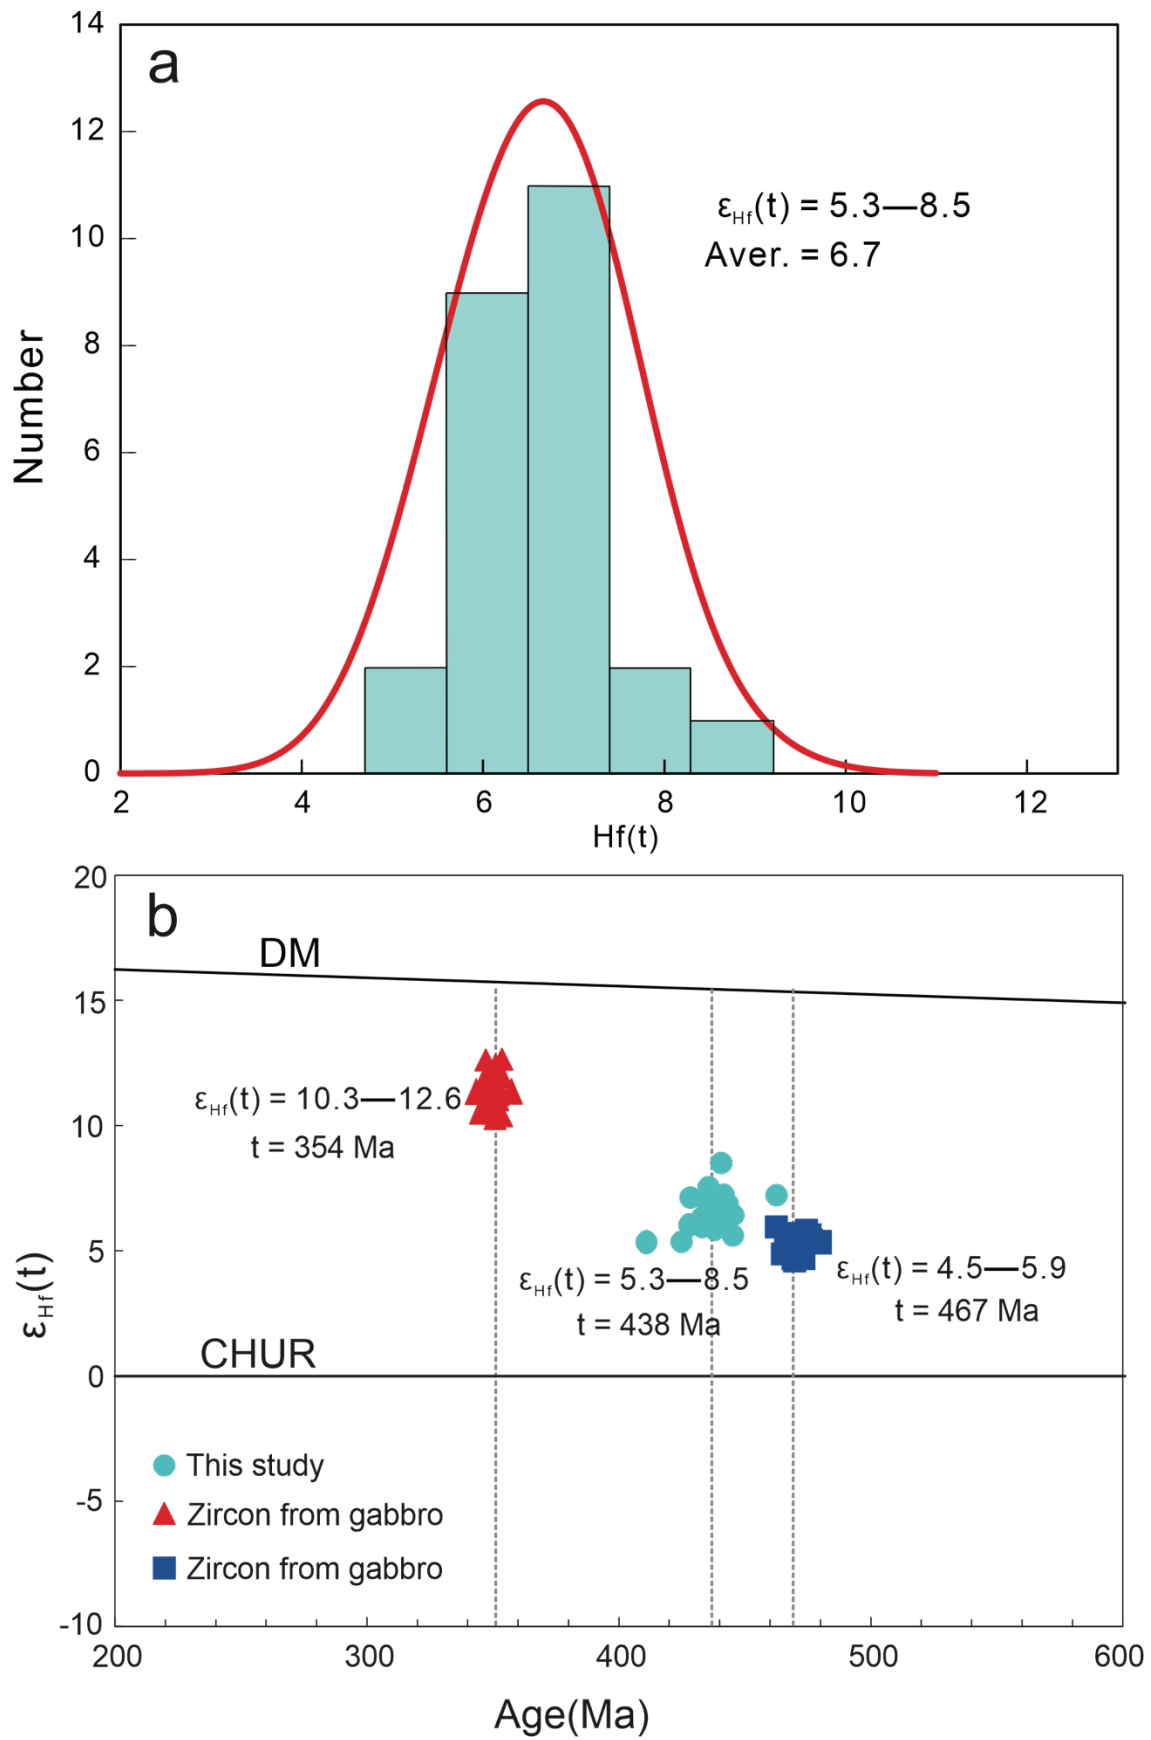 14
a
12
εHf(t) = 5.3—8.5
10
Aver. = 6.7
Number
8
6
4
2
0
2 4 6 8 10 12
Hf(t)
20
b
DM
15
εHf(t) = 10.3—12.6
10
t = 354 Ma
5
εHf(t) = 5.3—8.5
t = 438 Ma
εHf(t) = 4.5—5.9
t = 467 Ma
εHf(t)
CHUR
0
This study
-5
Zircon from gabbro
Zircon from gabbro
-10
200 300 400 500 600
Age(Ma)